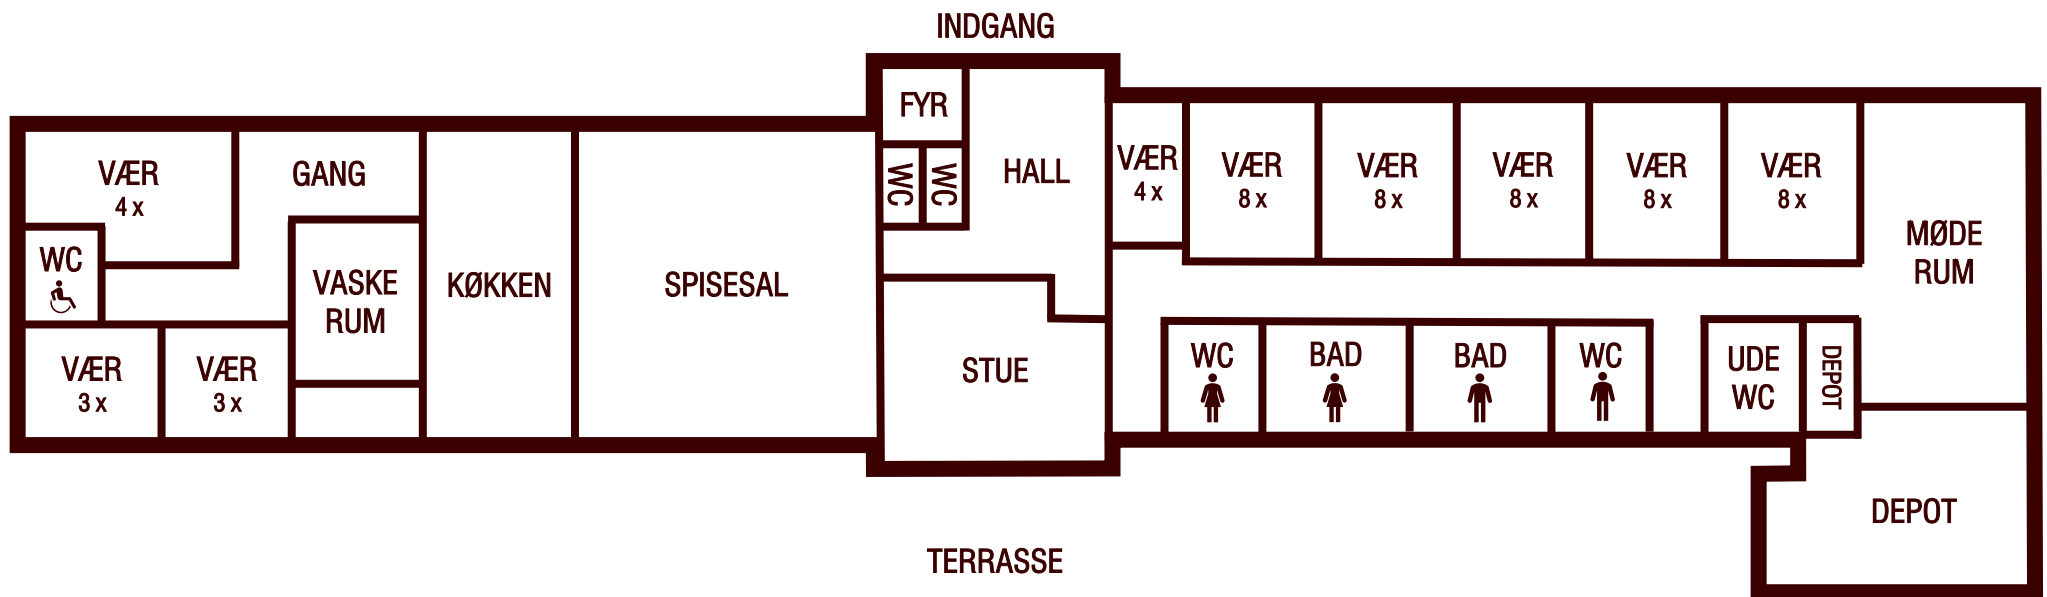 INDGANG
FYR
WC
WC
HALL
VÆR
4 x
GANG
WC
VASKE
RUM
VÆR
3 x
VÆR
3 x
KØKKEN
SPISESAL
STUE
VÆR
4 x
VÆR
8 x
VÆR
8 x
VÆR
8 x
VÆR
8 x
VÆR
8 x
MØDE
RUM
WC
BAD
BAD
WC
UDE
WC
DEPOT
DEPOT
TERRASSE